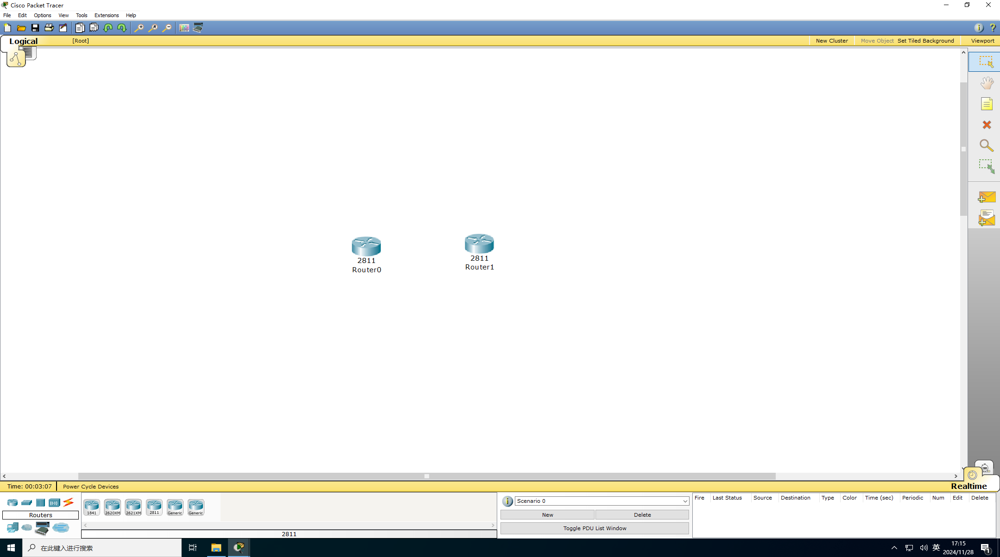 Cisco Packet Tracer
File Edit Options View Tools Extensions Help
Logical [Root] New Cluster Move Object Set Tiled Background Viewport
2811
Router0
2811
Router1
Time: 00:03:07 Power Cycle Devices
Realtime
Routers
1841 2620XM 2621XM 2811 Generic Generic
2811
Scenario 0
New Delete
Toggle PDU List Window
Fire Last Status Source Destination Type Color Time (sec) Periodic Num Edit Delete
在此键入进行搜索
英
17:15
2024/11/28
1